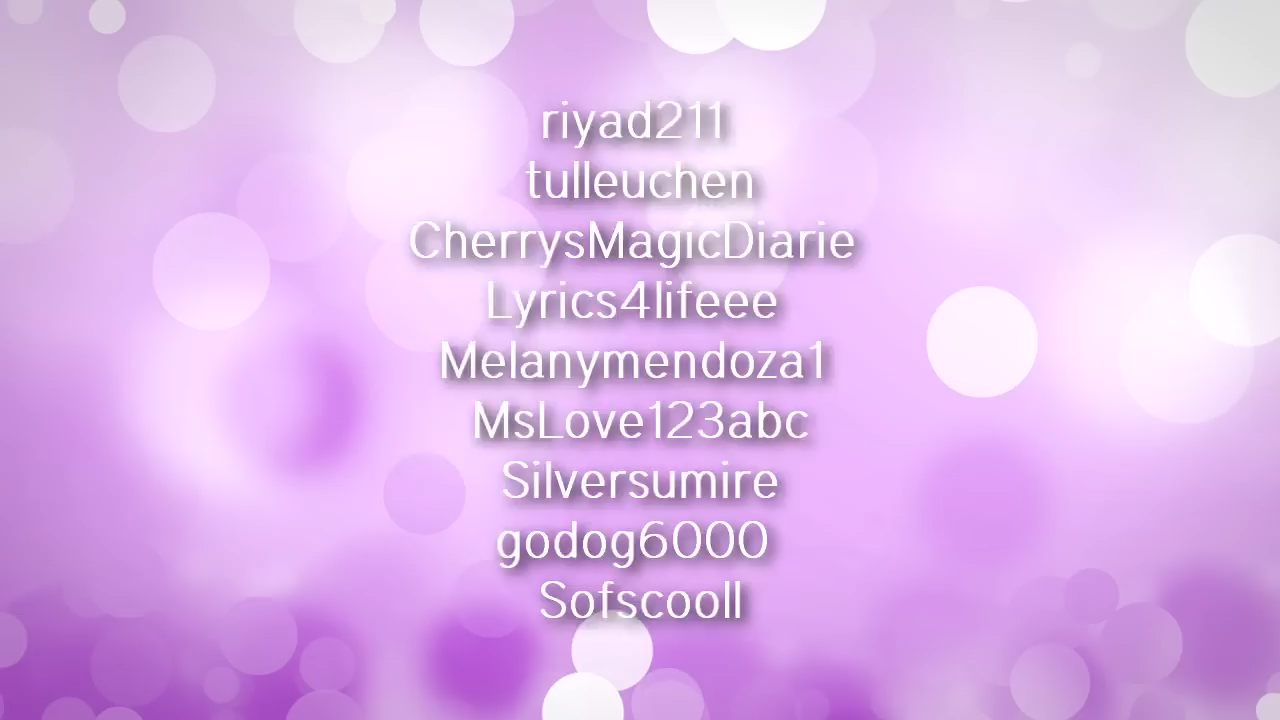 riyad211
tulleuchen
CherrysMagicDiarie
Lyrics4lifeee
Melanymendoza1
MsLove123abc
Silversumire
godog6000
Sofscooll